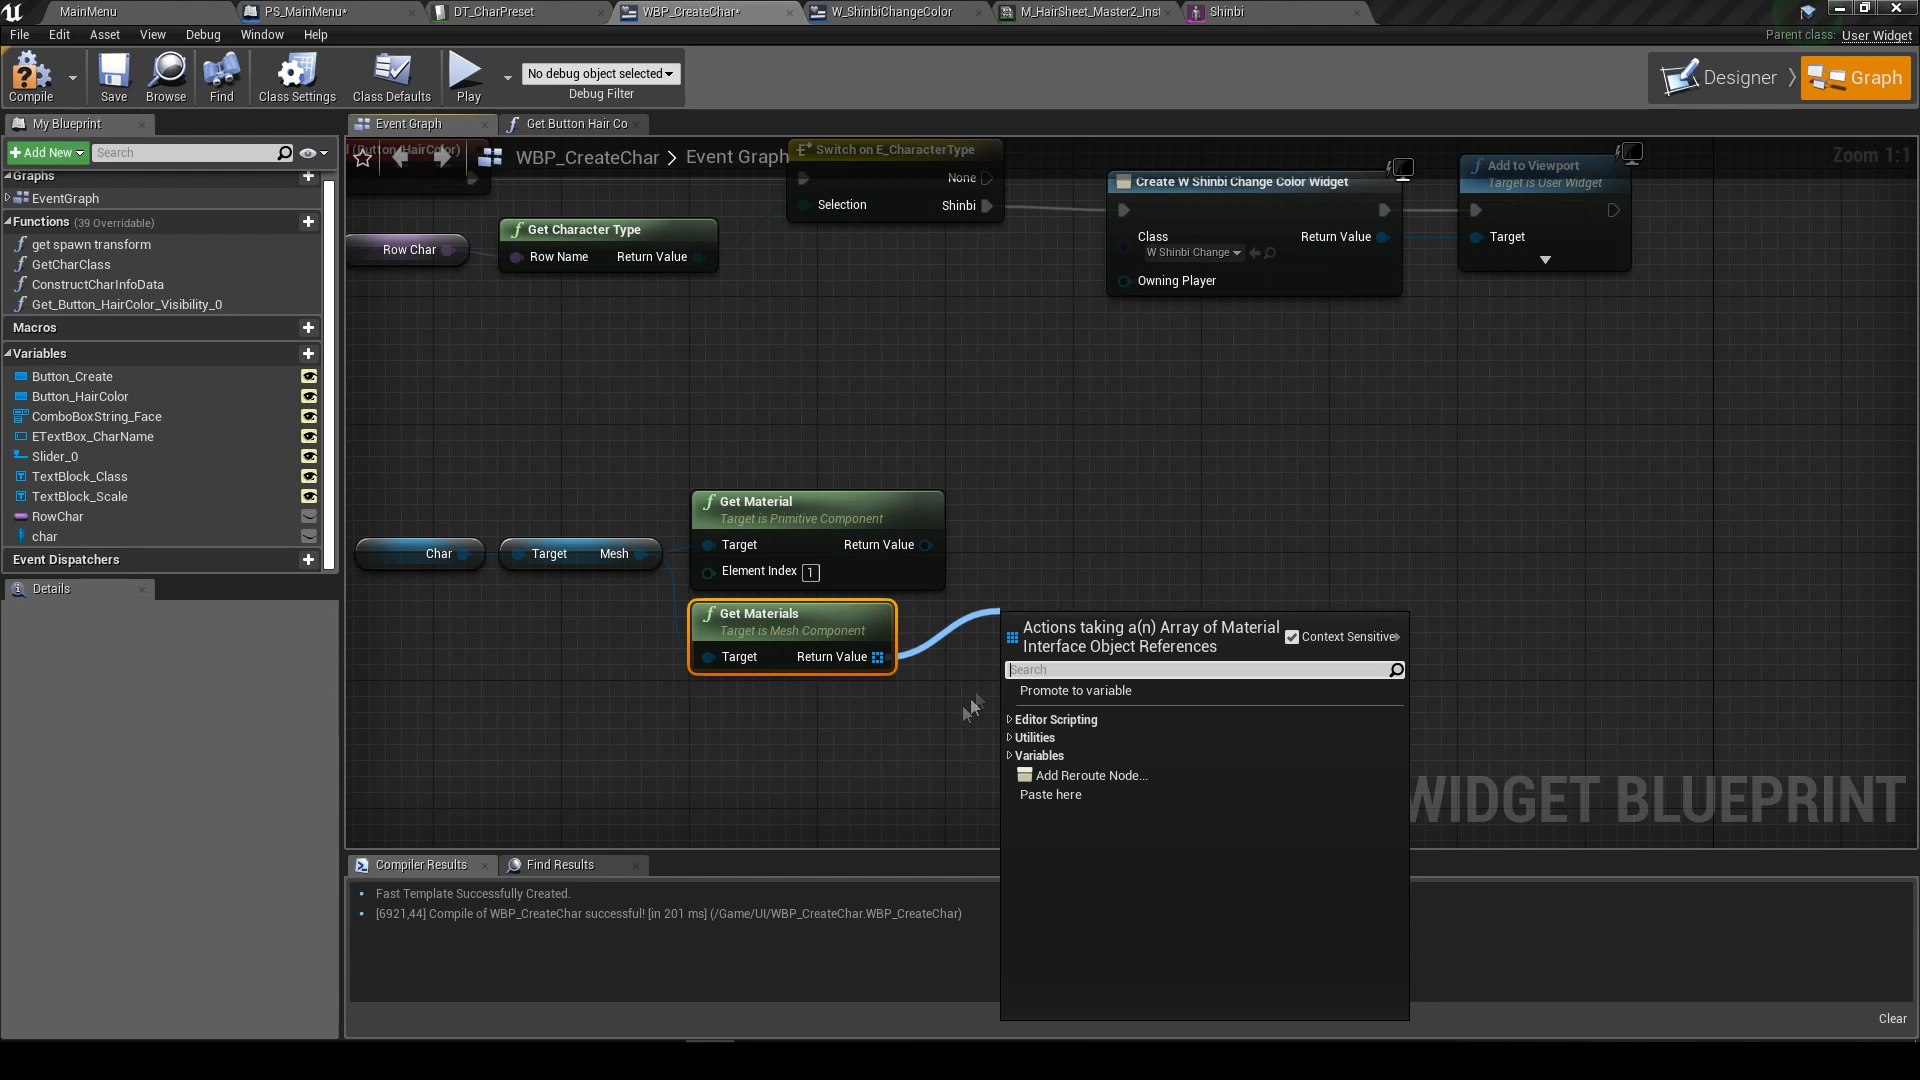 MainMenu
PS_MainMenu*
DT_CharPreset
WBP_CreateChar*
W_ShinbiChangeColor
M_HairSheet_Master2_Inst
Shinbi
File Edit Asset View Debug Window Help
Parent class: User Widget
Compile
Save
Browse
Find
Class Settings
Class Defaults
Play
No debug object selected
Debug Filter
Designer
Graph
My Blueprint
Event Graph
Get Button Hair Co
Add New
Search
WBP_CreateChar > Event Graph
Zoom 1:1
Graphs
EventGraph
Functions (39 Overridable)
get spawn transform
GetCharClass
ConstructCharInfoData
Get_Button_HairColor_Visibility_0
Macros
Variables
Button_Create
Button_HairColor
ComboBoxString_Face
ETextBox_CharName
Slider_0
TextBlock_Class
TextBlock_Scale
RowChar
char
Event Dispatchers
Details
d (Button HairColor)
Row Char
Get Character Type
Row Name Return Value
Switch on E_CharacterType
None
Selection Shinbi
Create W Shinbi Change Color Widget
Class Return Value
W Shinbi Change
Owning Player
Add to Viewport
Target is User Widget
Target
Char
Target Mesh
Get Material
Target is Primitive Component
Target Return Value
Element Index 1
Get Materials
Target is Mesh Component
Target Return Value
Actions taking a(n) Array of Material
Interface Object References
Context Sensitive
Search
Promote to variable
Editor Scripting
Utilities
Variables
Add Reroute Node...
Paste here
WIDGET BLUEPRINT
Compiler Results
Find Results
Fast Template Successfully Created.
[6921,44] Compile of WBP_CreateChar successful! [in 201 ms] (/Game/UI/WBP_CreateChar.WBP_CreateChar)
Clear